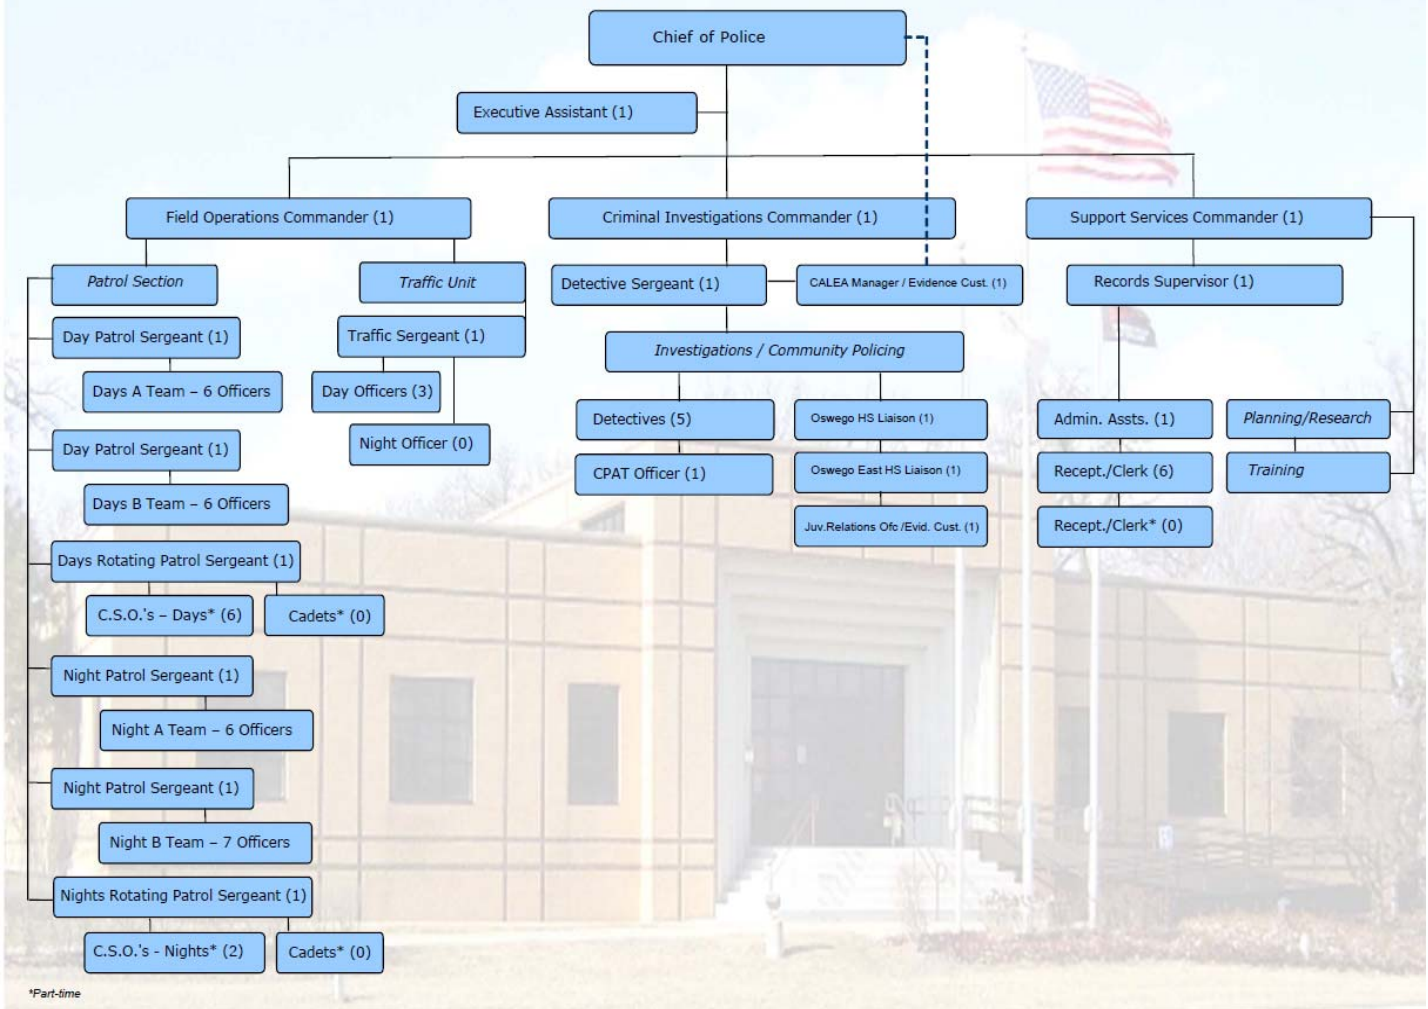 Chief of Police
Executive Assistant (1)
Field Operations Commander (1)
Criminal Investigations Commander (1)
Support Services Commander (1)
Patrol Section
Traffic Unit
Detective Sergeant (1)
CALEA Manager / Evidence Cust. (1)
Records Supervisor (1)
Day Patrol Sergeant (1)
Traffic Sergeant (1)
Investigations / Community Policing
Days A Team – 6 Officers
Day Officers (3)
Detectives (5)
Oswego HS Liaison (1)
Admin. Assts. (1)
Planning/Research
Day Patrol Sergeant (1)
Night Officer (0)
CPAT Officer (1)
Oswego East HS Liaison (1)
Recept./Clerk (6)
Training
Days B Team – 6 Officers
Juv.Relations Ofc /Evid. Cust. (1)
Recept./Clerk* (0)
Days Rotating Patrol Sergeant (1)
C.S.O.'s – Days* (6)
Cadets* (0)
Night Patrol Sergeant (1)
Night A Team – 6 Officers
Night Patrol Sergeant (1)
Night B Team – 7 Officers
Nights Rotating Patrol Sergeant (1)
C.S.O.'s - Nights* (2)
Cadets* (0)
*Part-time